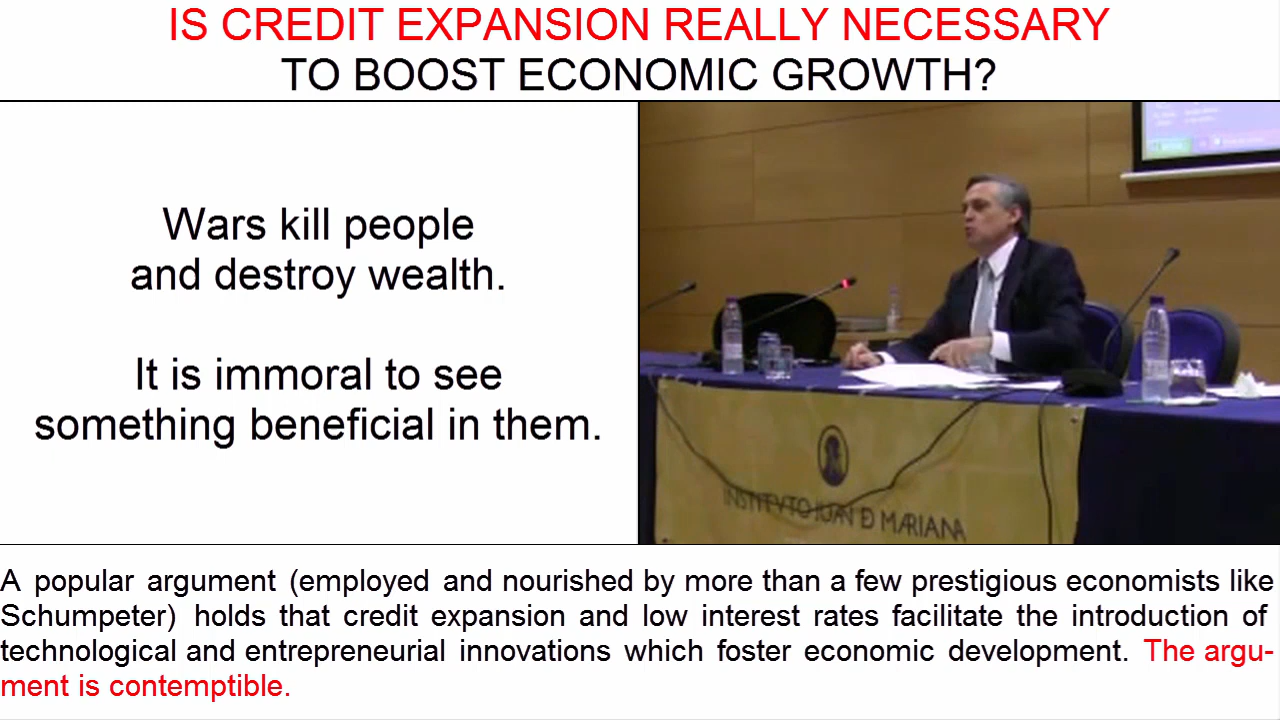 IS CREDIT EXPANSION REALLY NECESSARY
TO BOOST ECONOMIC GROWTH?
Wars kill people
and destroy wealth.
It is immoral to see
something beneficial in them.
INSTITVTO JUAN Đ MARIANA
A popular argument (employed and nourished by more than a few prestigious economists like
Schumpeter) holds that credit expansion and low interest rates facilitate the introduction of
technological and entrepreneurial innovations which foster economic development. The argu-
ment is contemptible.